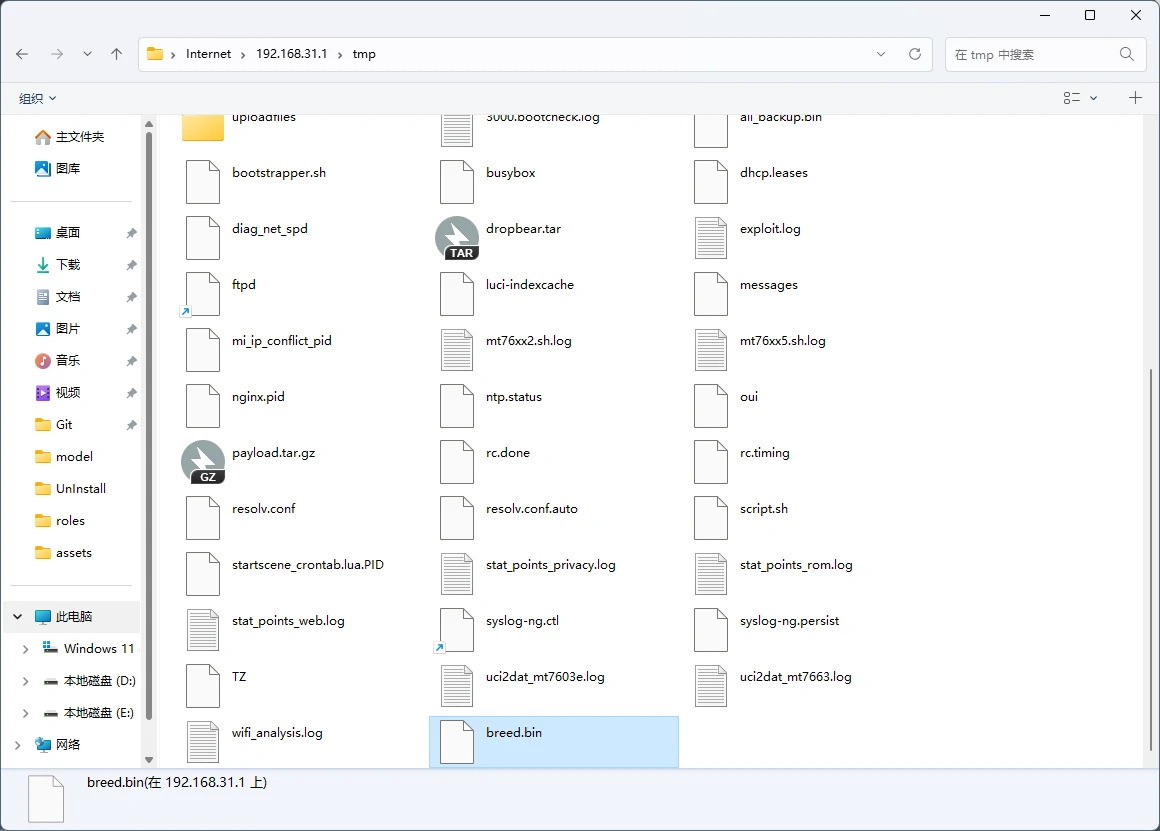 Internet
192.168.31.1
tmp
在 tmp 中搜索
组织
主文件夹
图库
桌面
下载
文档
图片
音乐
视频
Git
model
UnInstall
roles
assets
此电脑
Windows 11
本地磁盘 (D:)
本地磁盘 (E:)
网络
uploadfiles
3000.bootcheck.log
all_backup.bin
bootstrapper.sh
busybox
dhcp.leases
diag_net_spd
TAR
dropbear.tar
exploit.log
ftpd
luci-indexcache
messages
mi_ip_conflict_pid
mt76xx2.sh.log
mt76xx5.sh.log
nginx.pid
ntp.status
oui
GZ
payload.tar.gz
rc.done
rc.timing
resolv.conf
resolv.conf.auto
script.sh
startscene_crontab.lua.PID
stat_points_privacy.log
stat_points_rom.log
stat_points_web.log
syslog-ng.ctl
syslog-ng.persist
TZ
uci2dat_mt7603e.log
uci2dat_mt7663.log
wifi_analysis.log
breed.bin
breed.bin(在 192.168.31.1 上)